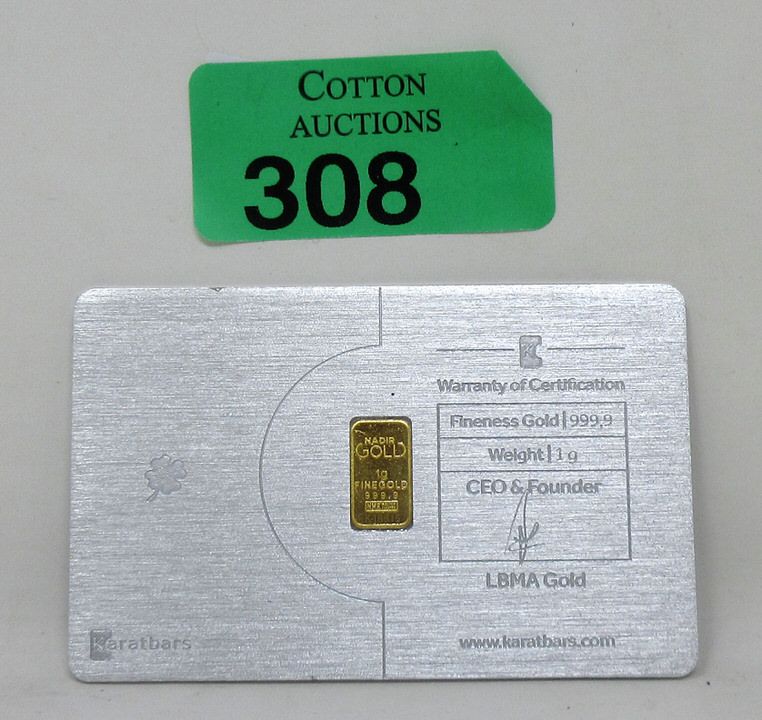 COTTON
AUCTIONS
308
Warranty of Certification
Fineness Gold | 999,9
Weight | 1 g
CEO & Founder
LBMA Gold
www.karatbars.com
NADIR
GOLD
1g
FINEGOLD
999.9
Karatbars